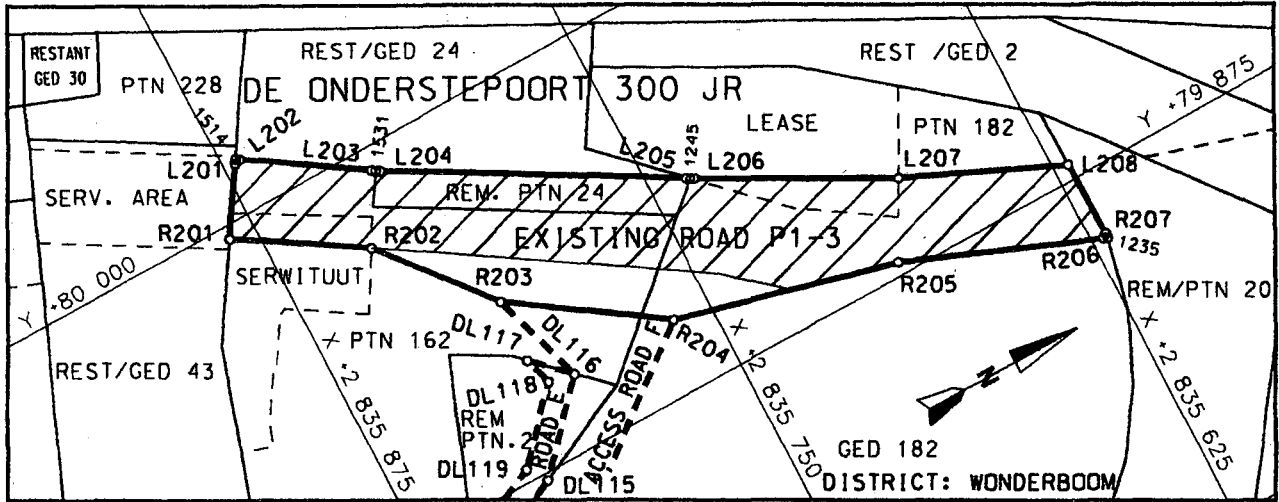 RESTANT
GED 30
PTN 228
REST/GED 24
REST /GED 2
DE ONDERSTEPOORT 300 JR
Y +79 875
LEASE
PTN 182
1514
L202
L201
L203
1531
L204
L205
1245
L206
L207
L208
SERV. AREA
REM. PTN 24
R201
R202
EXISTING ROAD P1-3
R207
1235
R206
R205
SERWITUUT
R203
R204
REM/PTN 20
Y +80 000
PTN 162
DL117
DL116
DL118
REST/GED 43
REM
PTN.2
ROAD E
ACCESS ROAD F
+2 835 875
+2 835 750
+2 835 625
N
DL119
DL115
GED 182
DISTRICT: WONDERBOOM